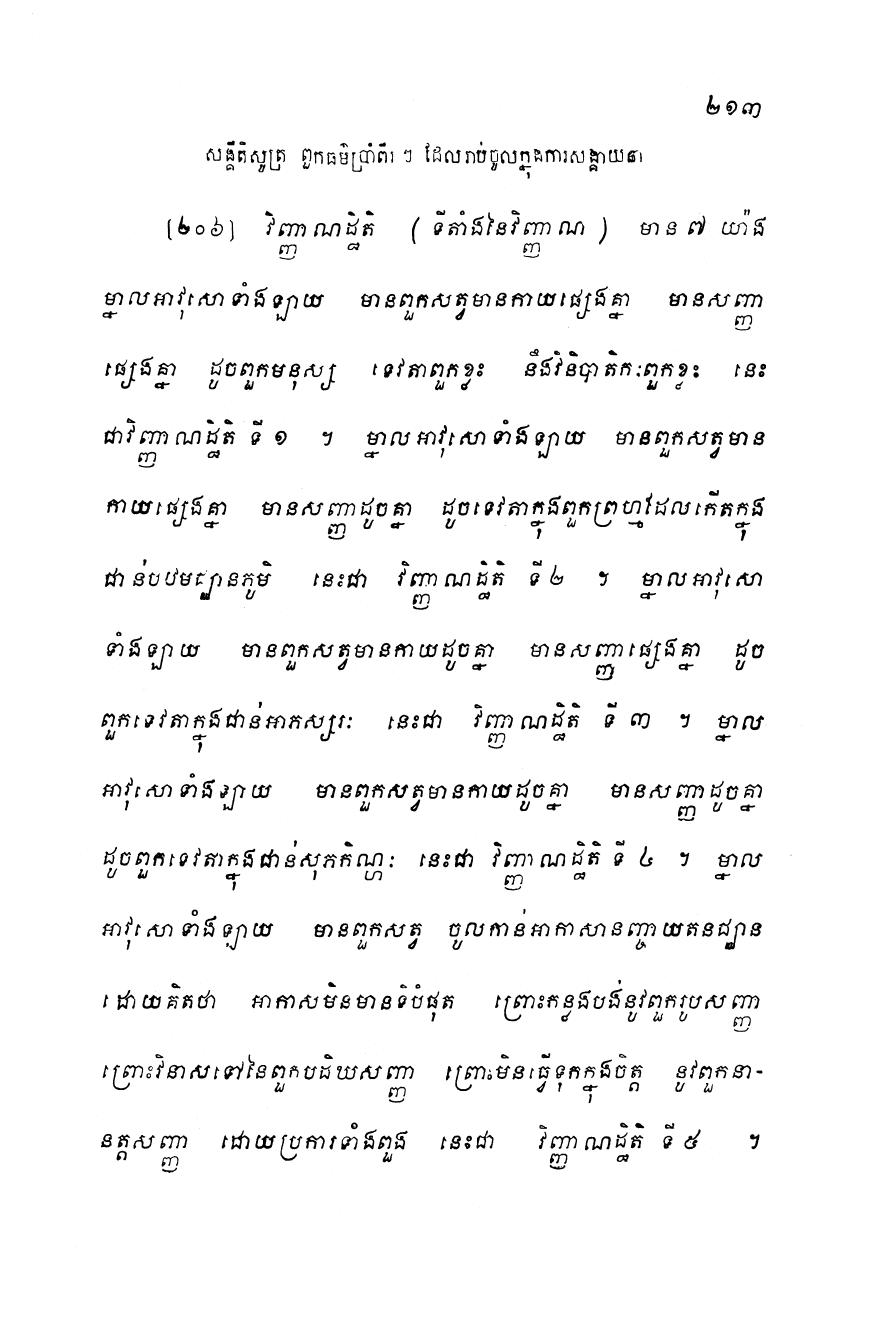 ២១៣
សង្គីតិសូត្រ ពួកធម៌ប្រាំពីរ ៗ ដែលរាប់ចូលក្នុងការសង្គាយនា
[២០៦] វិញ្ញាណដ្ឋិតិ ( ទីតាំងនៃវិញ្ញាណ ) មាន ៧ យ៉ាង
ម្នាលអាវុសោទាំងឡាយ មានពួកសត្វមានកាយផ្សេងគ្នា មានសញ្ញា
ផ្សេងគ្នា ដូចពួកមនុស្ស ទេវតាពួកខ្លះ នឹងវិនិបាតិកៈពួកខ្លះ នេះ
ជាវិញ្ញាណដ្ឋិតិ ទី ១ ។ ម្នាលអាវុសោទាំងឡាយ មានពួកសត្វមាន
កាយផ្សេងគ្នា មានសញ្ញាដូចគ្នា ដូចទេវតាក្នុងពួកព្រហ្មដែលកើតក្នុង
ជាន់បឋមជ្ឈានភូមិ នេះជា វិញ្ញាណដ្ឋិតិ ទី ២ ។ ម្នាលអាវុសោ
ទាំងឡាយ មានពួកសត្វមានកាយដូចគ្នា មានសញ្ញាផ្សេងគ្នា ដូច
ពួកទេវតាក្នុងជាន់អាភស្សរៈ នេះជា វិញ្ញាណដ្ឋិតិ ទី ៣ ។ ម្នាល
អាវុសោទាំងឡាយ មានពួកសត្វមានកាយដូចគ្នា មានសញ្ញាដូចគ្នា
ដូចពួកទេវតាក្នុងជាន់សុភកិណ្ហៈ នេះជា វិញ្ញាណដ្ឋិតិ ទី ៤ ។ ម្នាល
អាវុសោទាំងឡាយ មានពួកសត្វ ចូលកាន់អាកាសានញ្ចាយតនជ្ឈាន
ដោយគិតថា អាកាសមិនមានទីបំផុត ព្រោះកន្លងបង់នូវពួករូបសញ្ញា
ព្រោះវិនាសទៅនៃពួកបដិឃសញ្ញា ព្រោះមិនធ្វើទុកក្នុងចិត្ត នូវពួកនា-
នត្តសញ្ញា ដោយប្រការទាំងពួង នេះជា វិញ្ញាណដ្ឋិតិ ទី ៥ ។